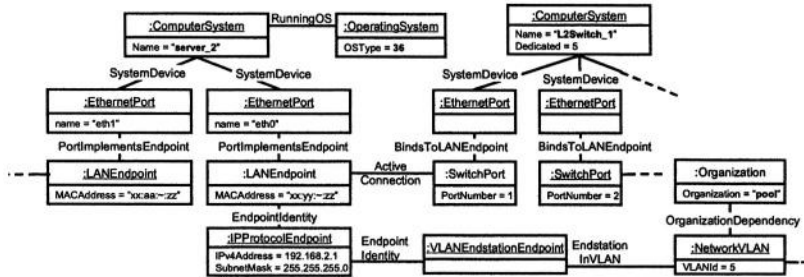 :ComputerSystem
Name = "server_2"
RunningOS
:OperatingSystem
OSType = 36
:ComputerSystem
Name = "L2Switch_1"
Dedicated = 5
SystemDevice
SystemDevice
SystemDevice
SystemDevice
:EthernetPort
name = "eth1"
:EthernetPort
name = "eth0"
:EthernetPort
:EthernetPort
PortImplementsEndpoint
PortImplementsEndpoint
BindsToLANEndpoint
BindsToLANEndpoint
:LANEndpoint
MACAddress = "xx:aa:~:zz"
:LANEndpoint
MACAddress = "xx:yy:~:zz"
Active
Connection
:SwitchPort
PortNumber = 1
:SwitchPort
PortNumber = 2
:Organization
Organization = "pool"
EndpointIdentity
OrganizationDependency
:IPProtocolEndpoint
IPv4Address = 192.168.2.1
SubnetMask = 255.255.255.0
Endpoint
Identity
:VLANEndstationEndpoint
Endstation
InVLAN
:NetworkVLAN
VLANId = 5